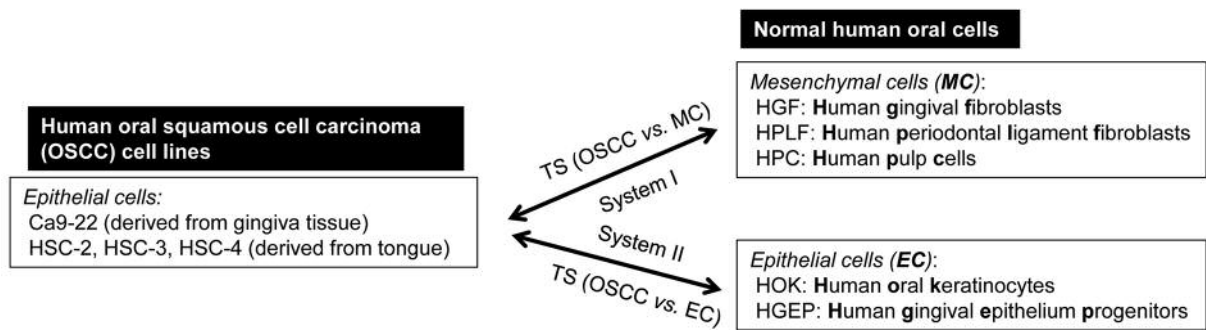 Normal human oral cells
Mesenchymal cells (MC):
HGF: Human gingival fibroblasts
HPLF: Human periodontal ligament fibroblasts
HPC: Human pulp cells
Human oral squamous cell carcinoma
(OSCC) cell lines
Epithelial cells:
Ca9-22 (derived from gingiva tissue)
HSC-2, HSC-3, HSC-4 (derived from tongue)
TS (OSCC vs. MC)
System I
System II
TS (OSCC vs. EC)
Epithelial cells (EC):
HOK: Human oral keratinocytes
HGEP: Human gingival epithelium progenitors